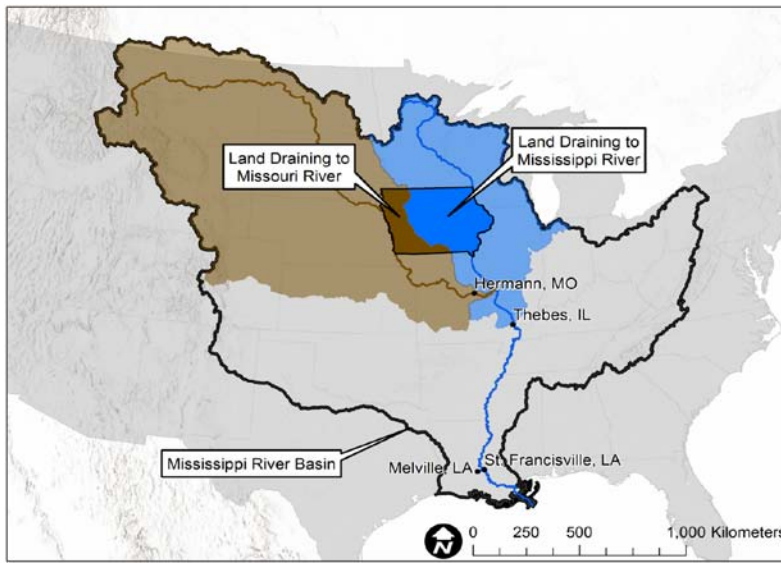 Land Draining to
Missouri River
Land Draining to
Mississippi River
Hermann, MO
Thebes, IL
Mississippi River Basin
Melville, LA
St. Francisville, LA
N
0 250 500 1,000 Kilometers